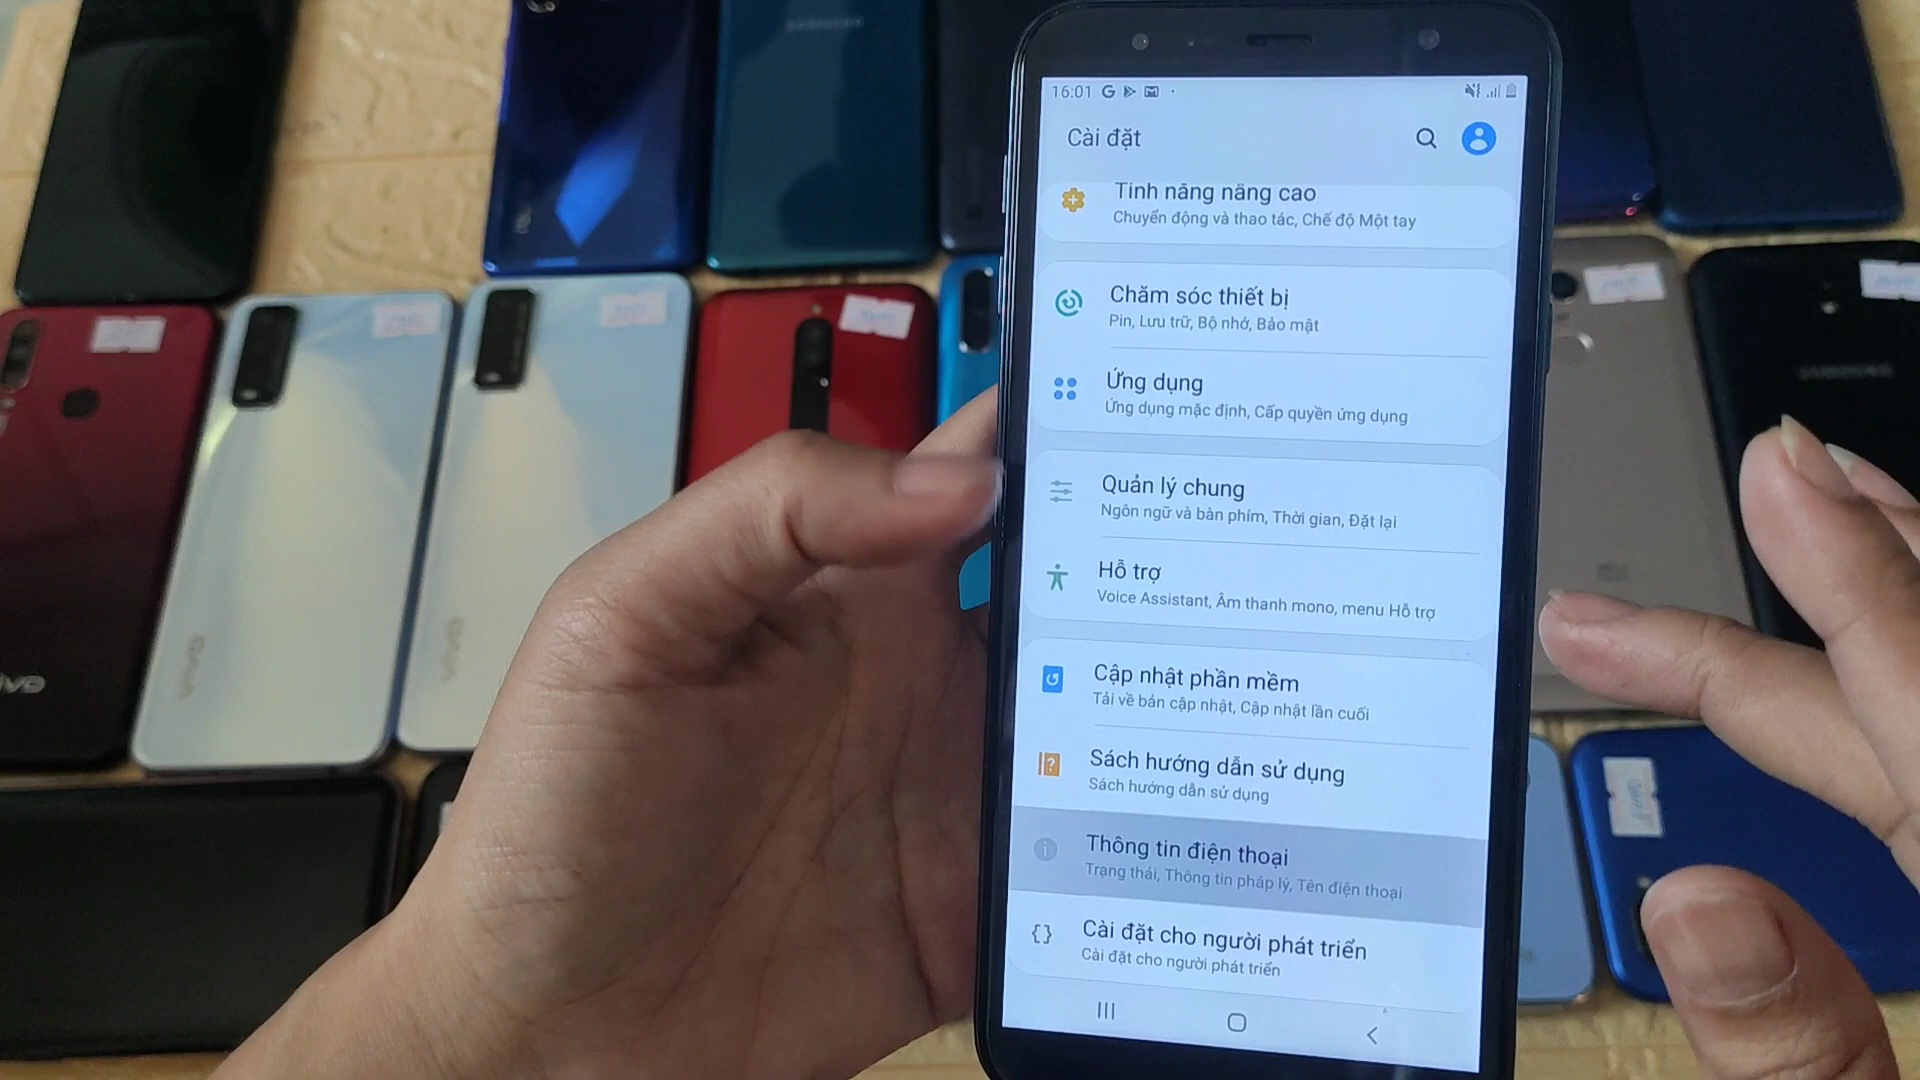 SAMSUNG
16:01
Cài đặt
Tính năng nâng cao
Chuyển động và thao tác, Chế độ Một tay
Chăm sóc thiết bị
Pin, Lưu trữ, Bộ nhớ, Bảo mật
Ứng dụng
Ứng dụng mặc định, Cấp quyền ứng dụng
Quản lý chung
Ngôn ngữ và bàn phím, Thời gian, Đặt lại
Hỗ trợ
Voice Assistant, Âm thanh mono, menu Hỗ trợ
Cập nhật phần mềm
Tải về bản cập nhật, Cập nhật lần cuối
Sách hướng dẫn sử dụng
Sách hướng dẫn sử dụng
Thông tin điện thoại
Trạng thái, Thông tin pháp lý, Tên điện thoại
Cài đặt cho người phát triển
Cài đặt cho người phát triển
SAMSUNG
vivo
vivo